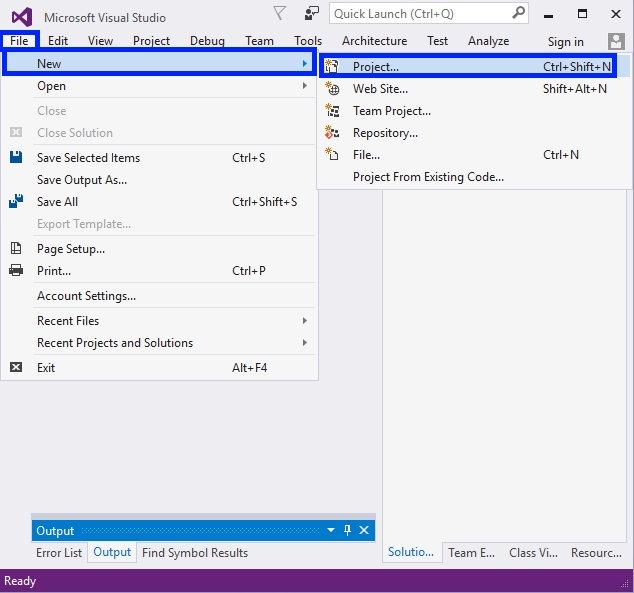 Microsoft Visual Studio
Quick Launch (Ctrl+Q)
File Edit View Project Debug Team Tools Architecture Test Analyze Sign in
New
Open
Close
Close Solution
Save Selected Items Ctrl+S
Save Output As...
Save All Ctrl+Shift+S
Export Template...
Page Setup...
Print... Ctrl+P
Account Settings...
Recent Files
Recent Projects and Solutions
Exit Alt+F4
Project... Ctrl+Shift+N
Web Site... Shift+Alt+N
Team Project...
Repository...
File... Ctrl+N
Project From Existing Code...
Output
Error List Output Find Symbol Results
Solutio... Team E... Class Vi... Resourc...
Ready